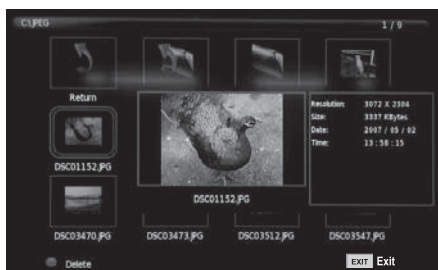 C:\JPEG 1 / 9
Return
Resolution: 3072 X 2304
Size: 3337 KBytes
Date: 2007 / 05 / 02
Time: 13 : 58 : 15
DSC01152.JPG
DSC01152.JPG
DSC03470.JPG DSC03473.JPG DSC03512.JPG DSC03547.JPG
Delete EXIT Exit